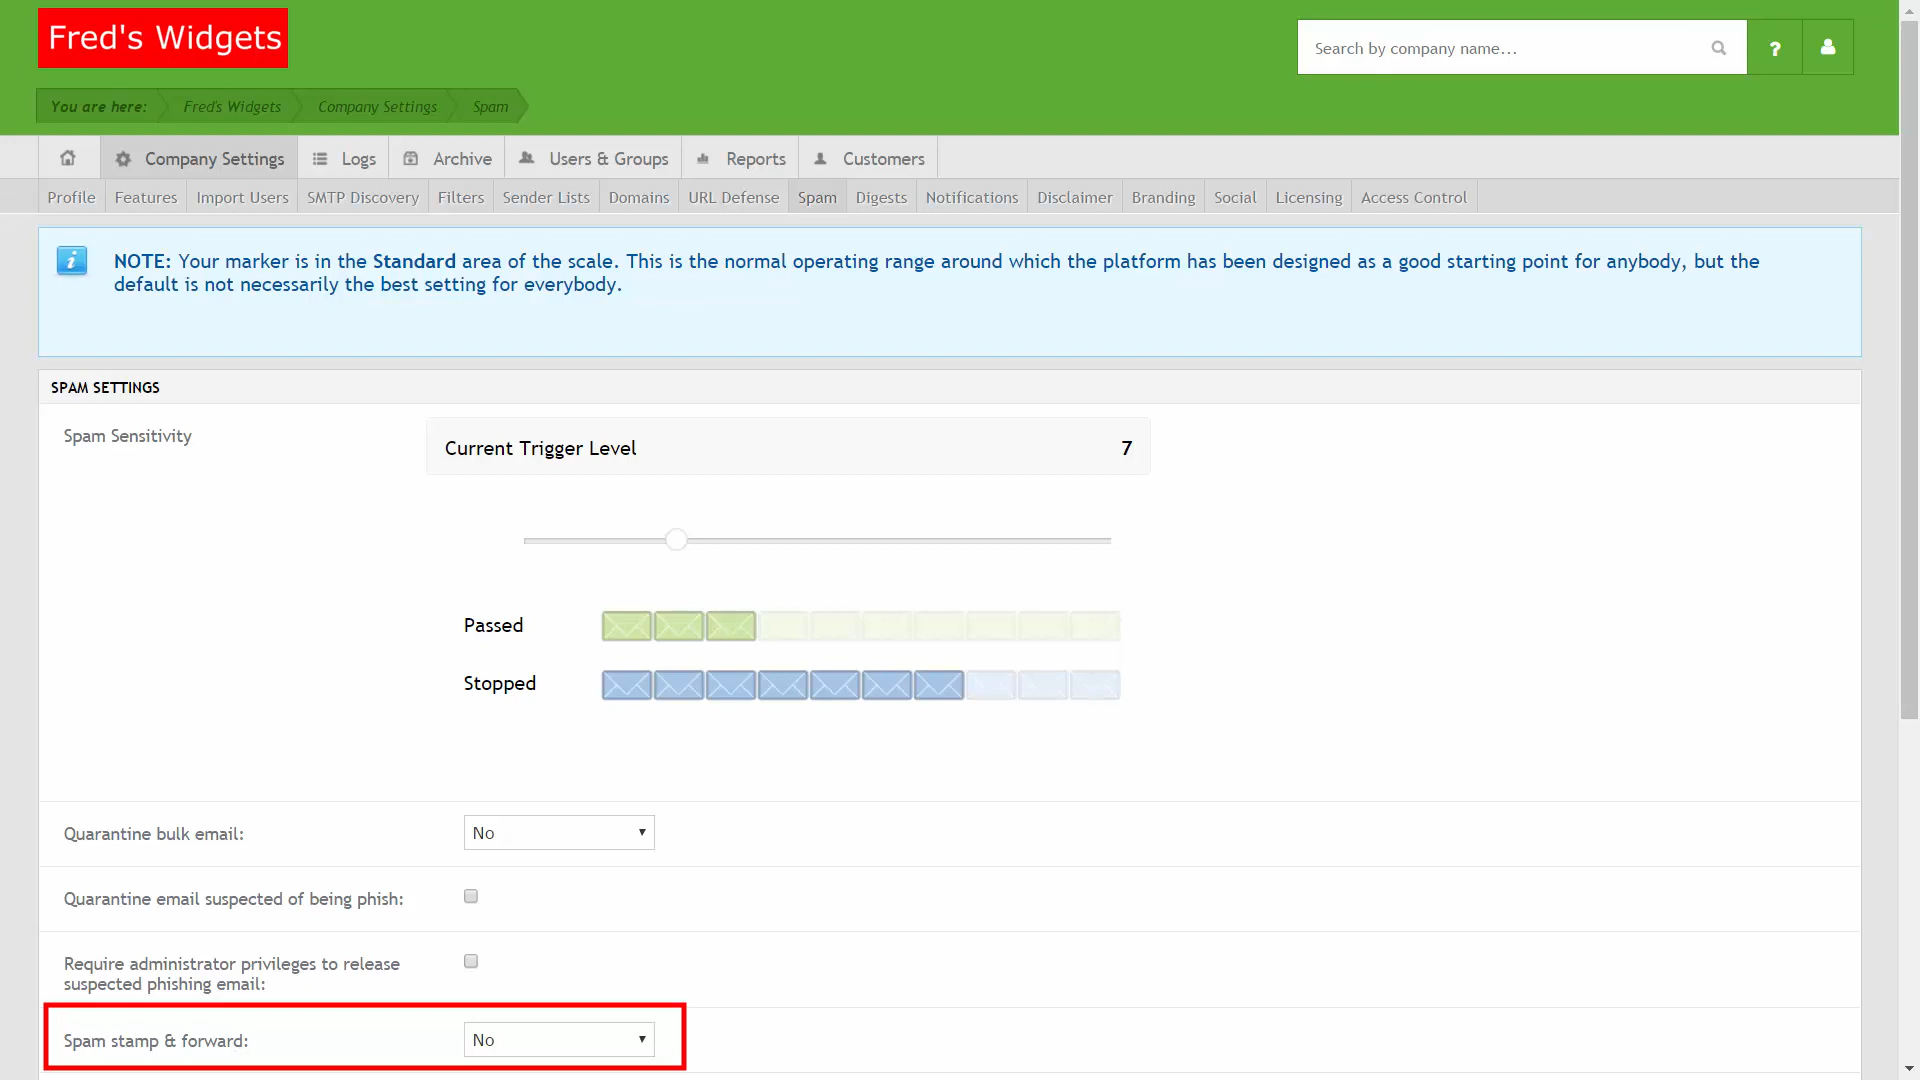 Fred's Widgets
Search by company name...
?
You are here: Fred's Widgets Company Settings Spam
Company Settings Logs Archive Users & Groups Reports Customers
Profile Features Import Users SMTP Discovery Filters Sender Lists Domains URL Defense Spam Digests Notifications Disclaimer Branding Social Licensing Access Control
i
NOTE: Your marker is in the Standard area of the scale. This is the normal operating range around which the platform has been designed as a good starting point for anybody, but the
default is not necessarily the best setting for everybody.
SPAM SETTINGS
Spam Sensitivity
Current Trigger Level 7
Passed
Stopped
Quarantine bulk email: No
Quarantine email suspected of being phish:
Require administrator privileges to release
suspected phishing email:
Spam stamp & forward: No